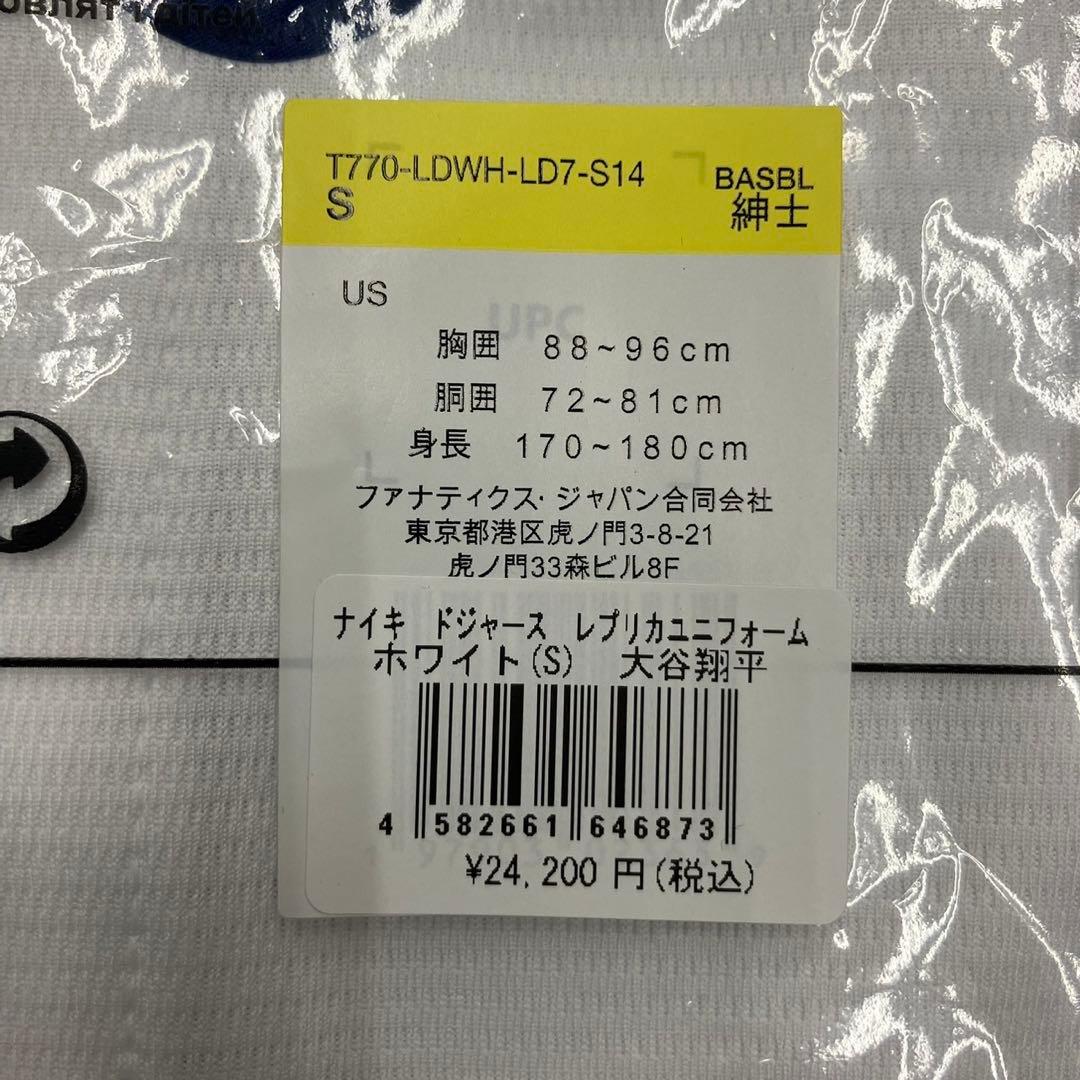 нетід і тялво
T770-LDWH-LD7-S14
S
BASBL
紳士
US
UPC
胸囲 88~96cm
胴囲 72~81cm
身長 170~180cm
ファナティクス・ジャパン合同会社
東京都港区虎ノ門3-8-21
虎ノ門33森ビル8F
ナイキ ドジャース レプリカユニフォーム
ホワイト(S) 大谷翔平
4 582661 646873
¥24,200 円(税込)